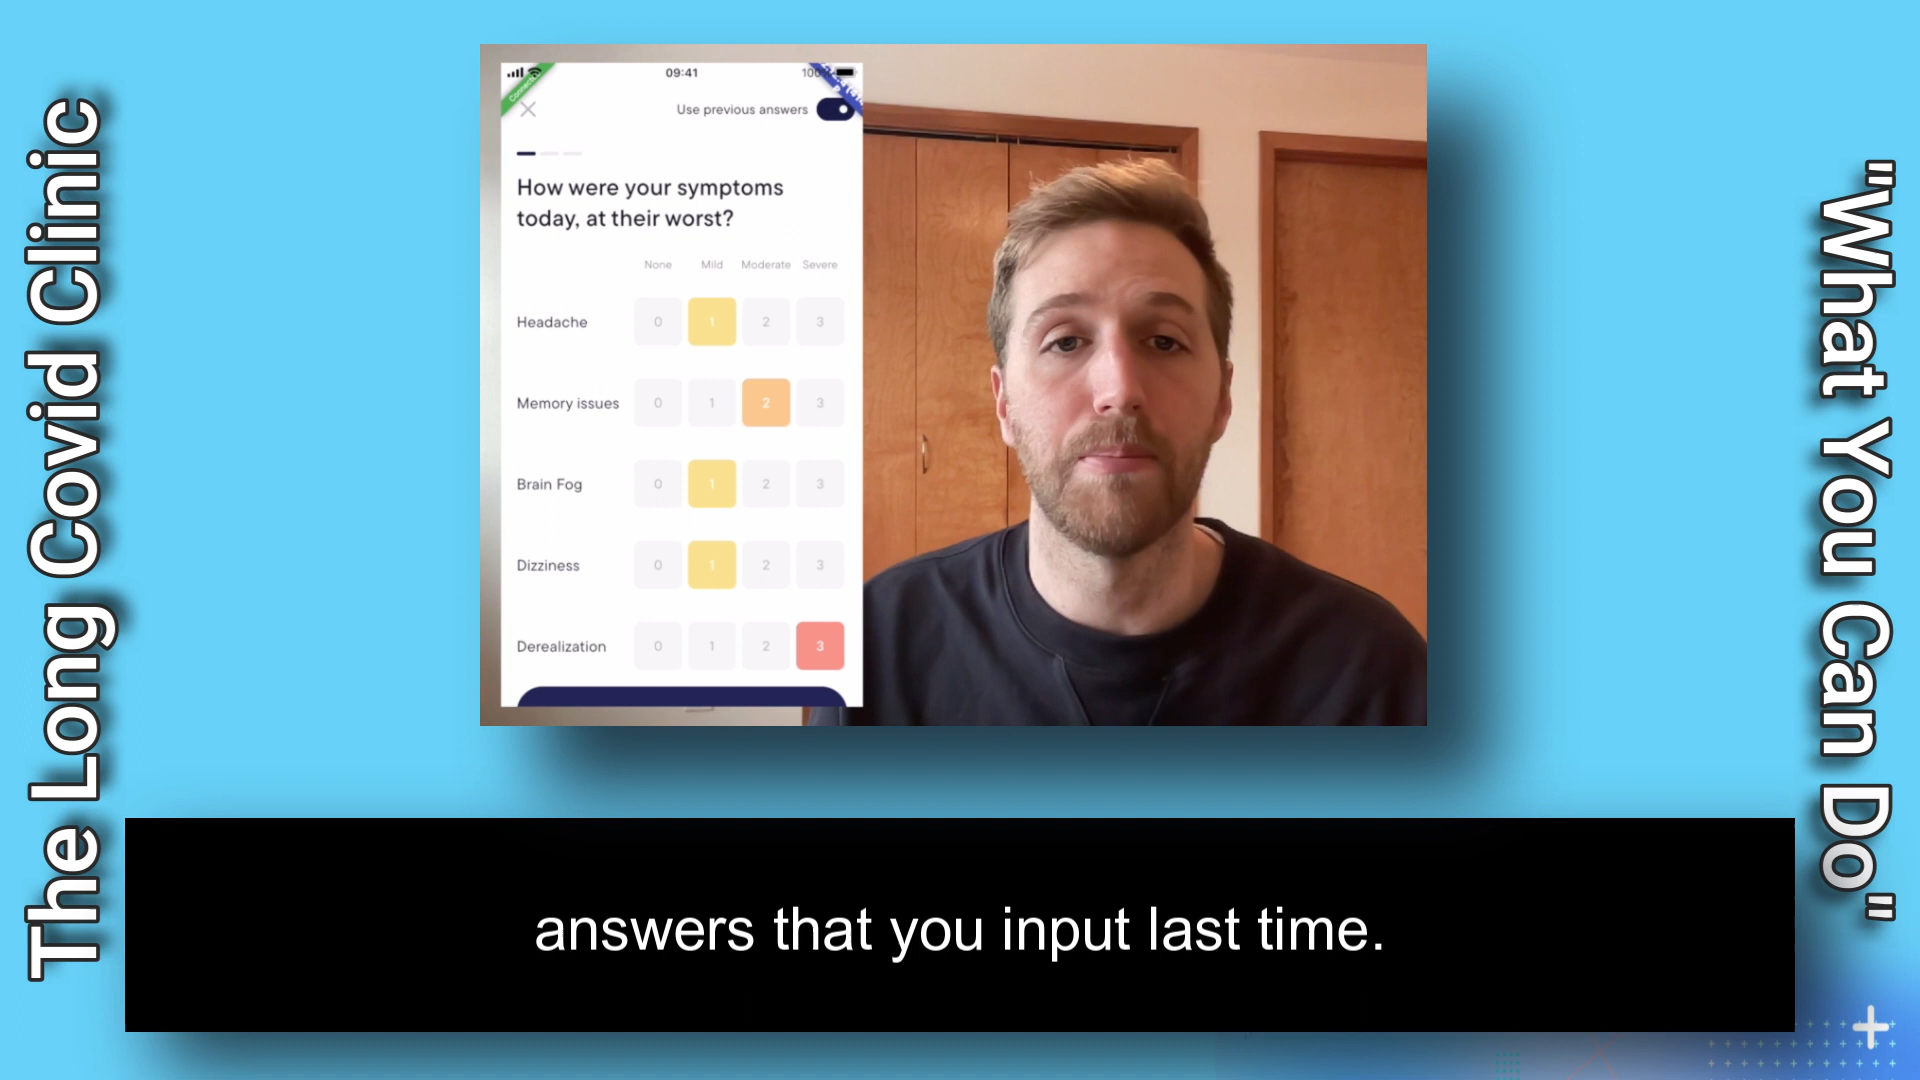 The Long Covid Clinic
09:41
Use previous answers
How were your symptoms
today, at their worst?
None Mild Moderate Severe
Headache 0 1 2 3
Memory issues 0 1 2 3
Brain Fog 0 1 2 3
Dizziness 0 1 2 3
Derealization 0 1 2 3
"What You Can Do"
answers that you input last time.